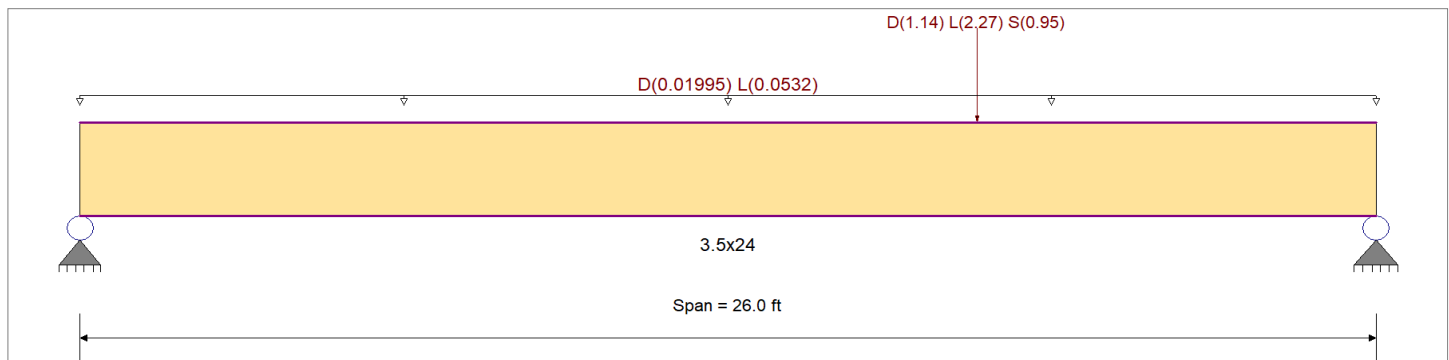 D(1.14) L(2.27) S(0.95)
D(0.01995) L(0.0532)
3.5x24
Span = 26.0 ft